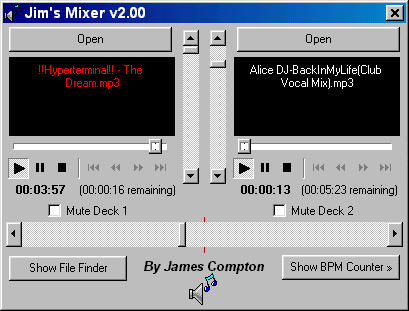 Jim's Mixer v2.00
Open
Open
!!Hyperterminal!! - The
Dream.mp3
Alice DJ-BackInMyLife(Club
Vocal Mix).mp3
00:03:57 (00:00:16 remaining)
00:00:13 (00:05:23 remaining)
Mute Deck 1
Mute Deck 2
Show File Finder
By James Compton
Show BPM Counter »